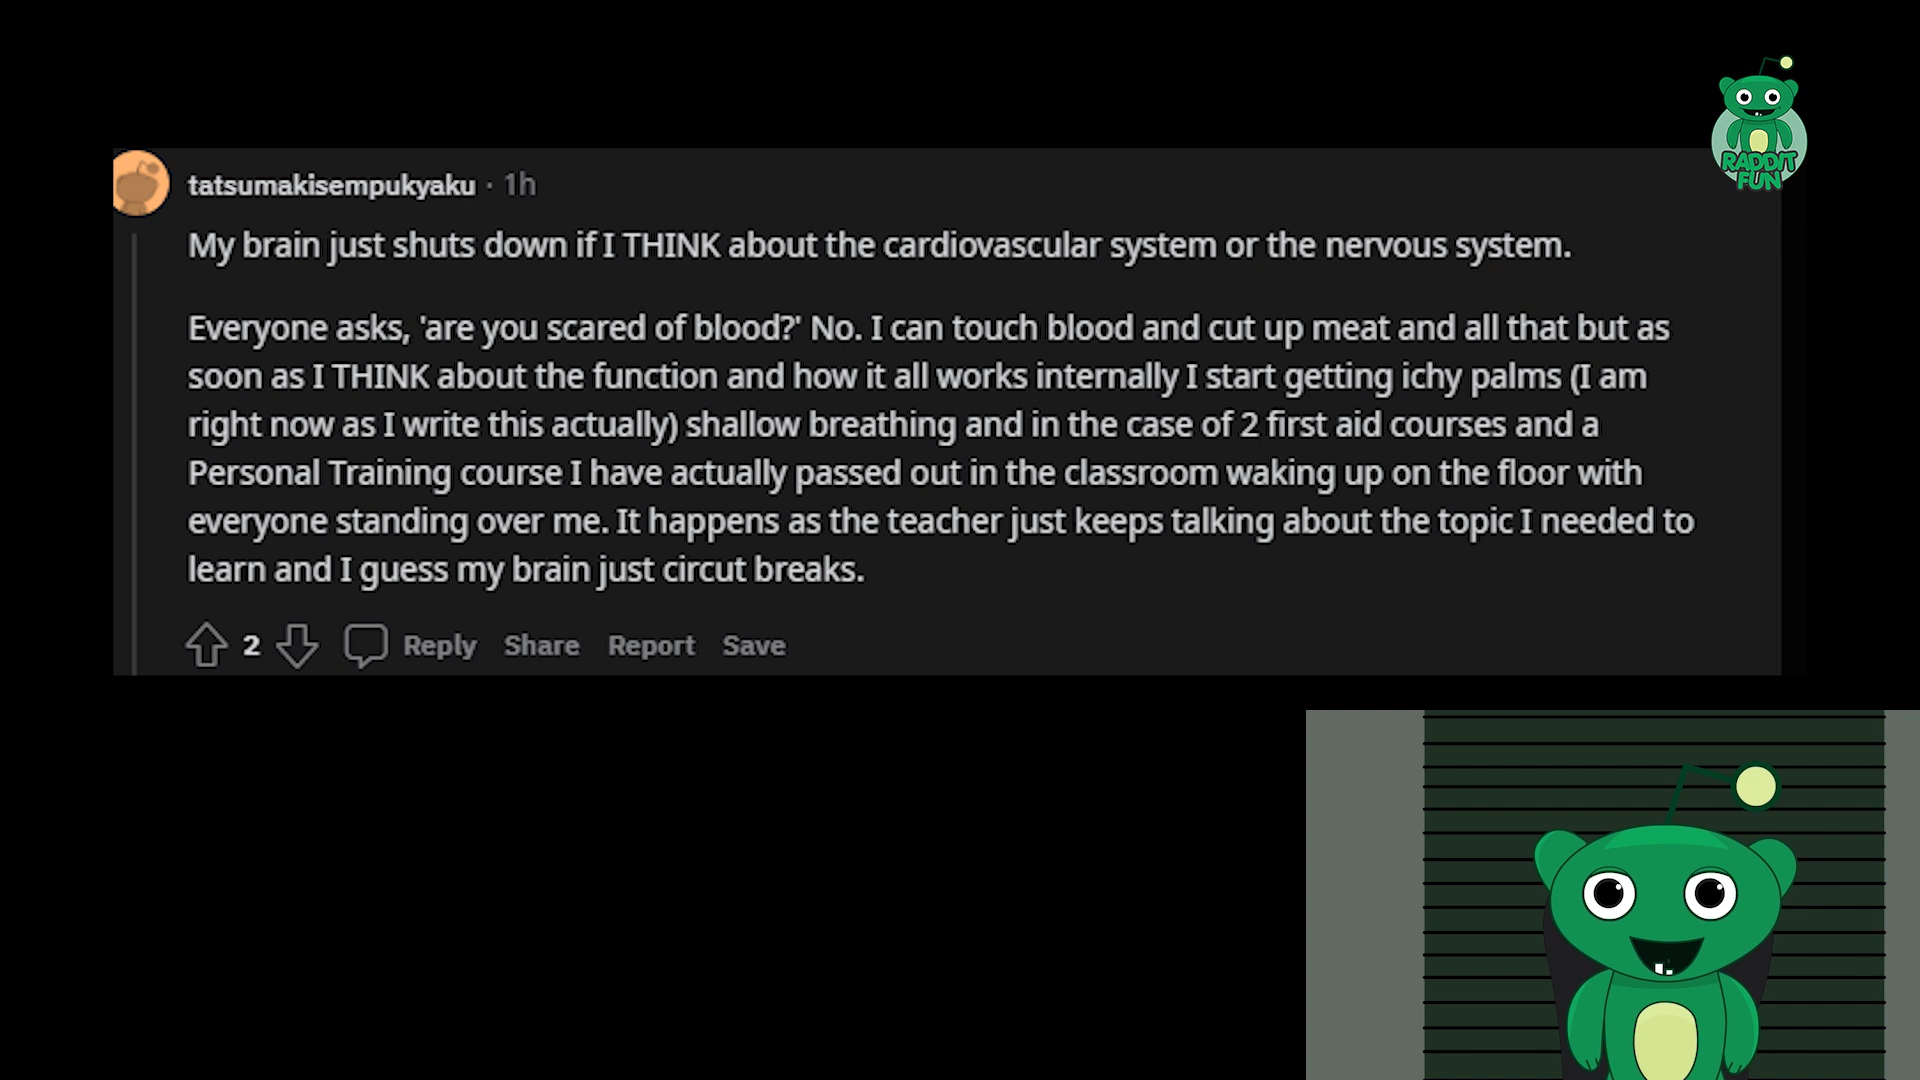 RADDIT
FUN
tatsumakisempukyaku · 1h
My brain just shuts down if I THINK about the cardiovascular system or the nervous system.
Everyone asks, 'are you scared of blood?' No. I can touch blood and cut up meat and all that but as
soon as I THINK about the function and how it all works internally I start getting ichy palms (I am
right now as I write this actually) shallow breathing and in the case of 2 first aid courses and a
Personal Training course I have actually passed out in the classroom waking up on the floor with
everyone standing over me. It happens as the teacher just keeps talking about the topic I needed to
learn and I guess my brain just circut breaks.
2 Reply Share Report Save